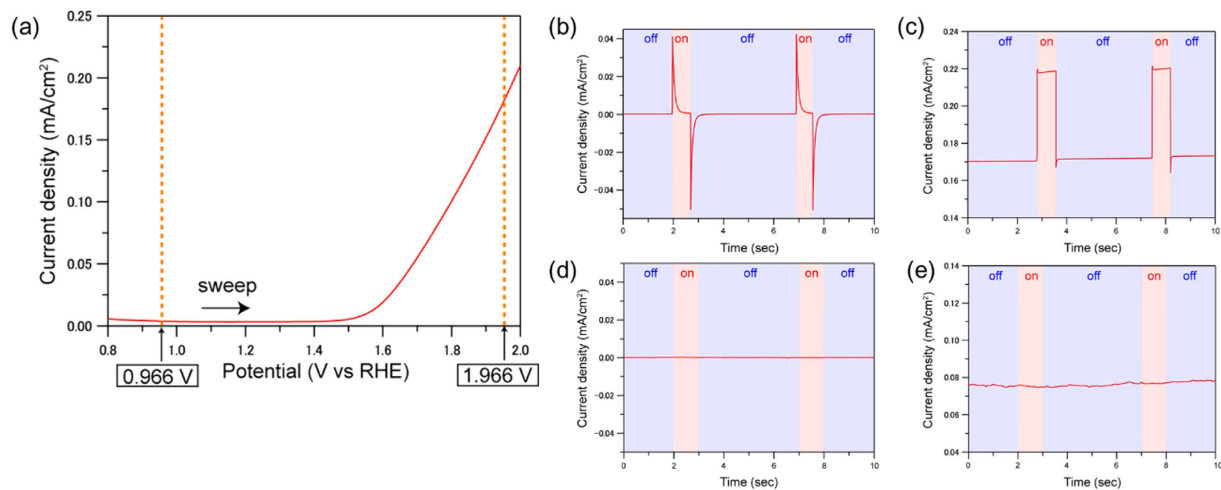 (a)
Current density (mA/cm²)
0.25
0.20
0.15
0.10
0.05
0.00
sweep
0.8
1.0
1.2
1.4
1.6
1.8
2.0
0.966 V
Potential (V vs RHE)
1.966 V
(b)
Current density (mA/cm²)
0.04
0.02
0.00
−0.02
−0.04
off
on
off
on
off
0
2
4
6
8
10
Time (sec)
(c)
Current density (mA/cm²)
0.24
0.22
0.20
0.18
0.16
0.14
off
on
off
on
off
0
2
4
6
8
10
Time (sec)
(d)
Current density (mA/cm²)
0.04
0.02
0.00
−0.02
−0.04
off
on
off
on
off
0
2
4
6
8
10
Time (sec)
(e)
Current density (mA/cm²)
0.14
0.12
0.10
0.08
0.06
0.04
off
on
off
on
off
0
2
4
6
8
10
Time (sec)